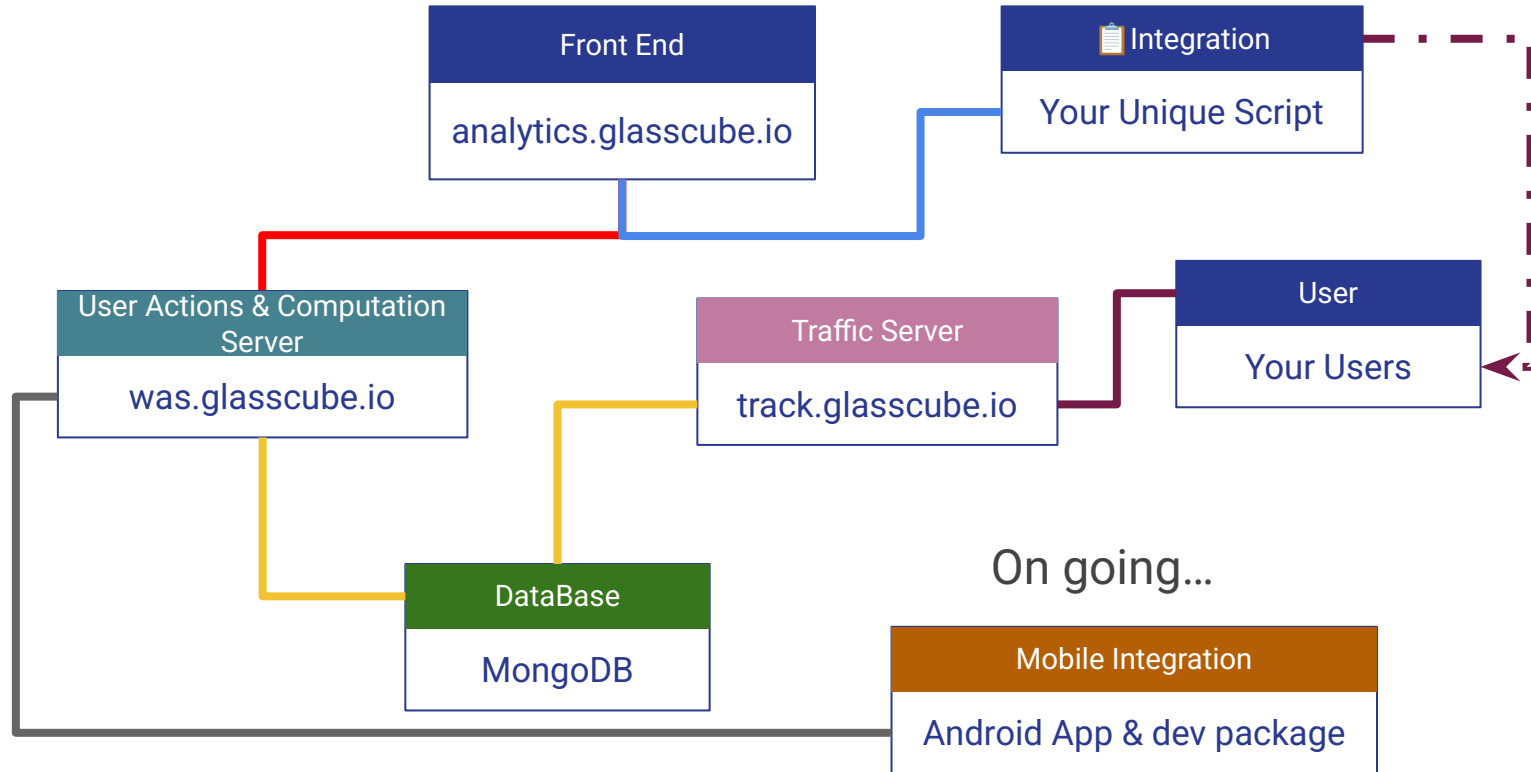 Front End
analytics.glasscube.io
📋Integration
Your Unique Script
User Actions & Computation
Server
was.glasscube.io
Traffic Server
track.glasscube.io
User
Your Users
DataBase
MongoDB
On going...
Mobile Integration
Android App & dev package